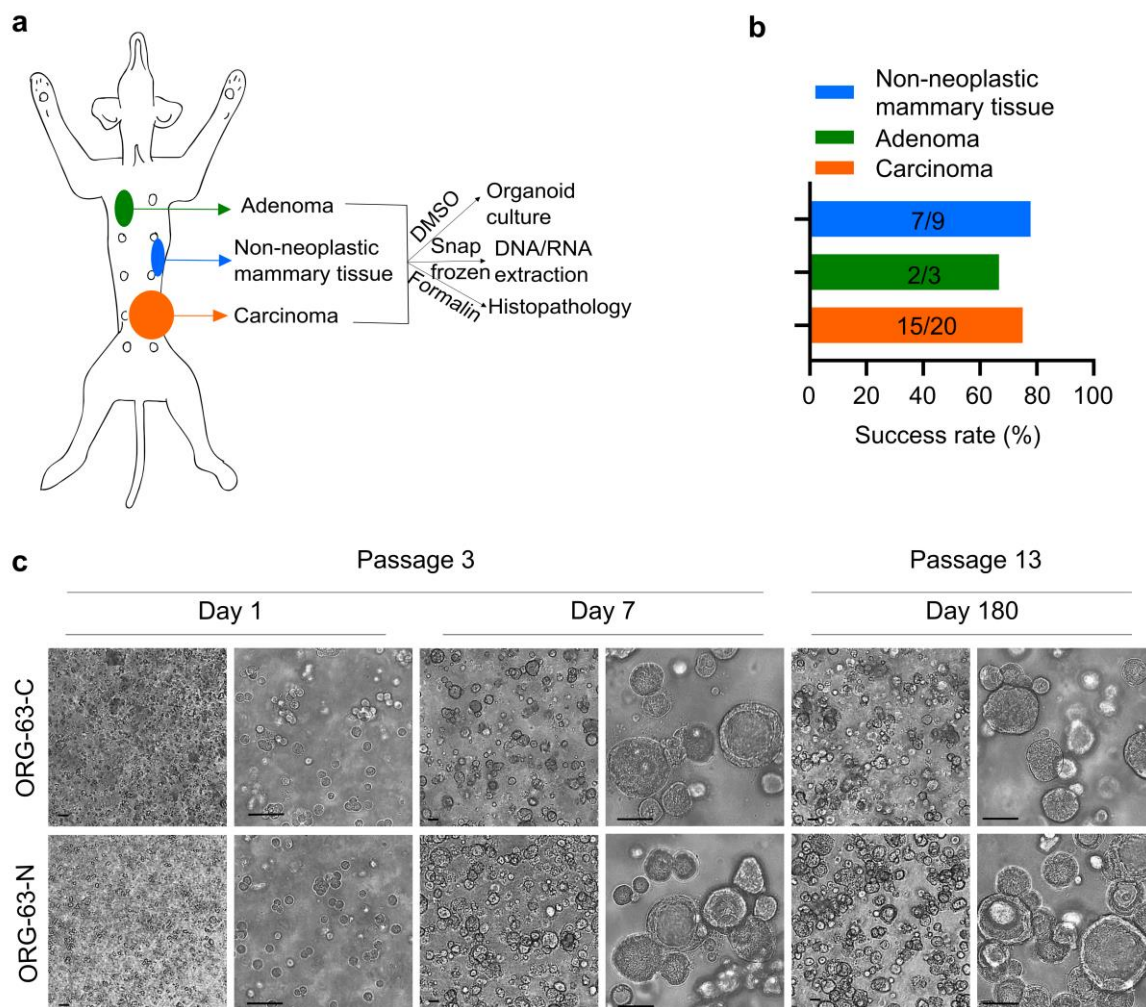 a
Adenoma
Non-neoplastic
mammary tissue
Carcinoma
DMSO
Snap
frozen
Formalin
Organoid
culture
DNA/RNA
extraction
Histopathology
b
Non-neoplastic
mammary tissue
Adenoma
Carcinoma
7/9
2/3
15/20
0 20 40 60 80 100
Success rate (%)
c
Passage 3 Passage 13
Day 1 Day 7 Day 180
ORG-63-C
ORG-63-N